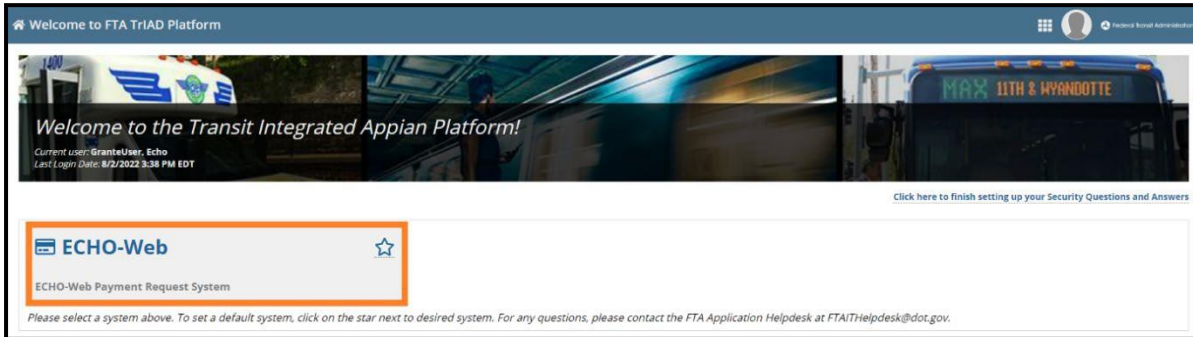 Welcome to FTA TrIAD Platform
Federal Transit Administration
1400
MAX 11TH & WYANDOTTE
Welcome to the Transit Integrated Appian Platform!
Current user: GranteUser, Echo
Last Login Date: 8/2/2022 3:38 PM EDT
Click here to finish setting up your Security Questions and Answers
ECHO-Web
ECHO-Web Payment Request System
Please select a system above. To set a default system, click on the star next to desired system. For any questions, please contact the FTA Application Helpdesk at FTAITHelpdesk@dot.gov.